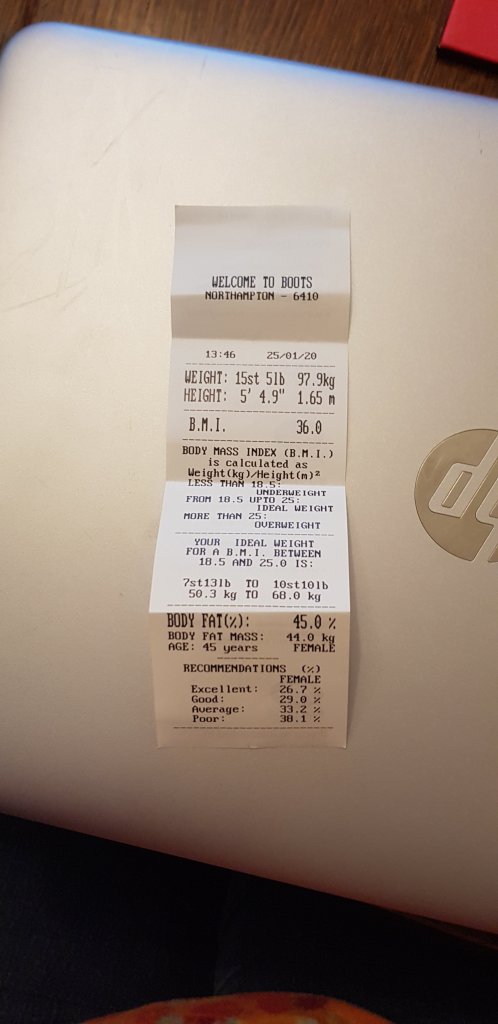 WELCOME TO BOOTS
NORTHAMPTON - 6410
13:46 25/01/20
WEIGHT: 15st 5lb 97.9kg
HEIGHT: 5' 4.9" 1.65 m
B.M.I. 36.0
BODY MASS INDEX (B.M.I.)
is calculated as
Weight(kg)/Height(m)²
LESS THAN 18.5:
UNDERWEIGHT
FROM 18.5 UPTO 25:
IDEAL WEIGHT
MORE THAN 25:
OVERWEIGHT
YOUR IDEAL WEIGHT
FOR A B.M.I. BETWEEN
18.5 AND 25.0 IS:
7st13lb TO 10st10lb
50.3 kg TO 68.0 kg
BODY FAT(%): 45.0 %
BODY FAT MASS: 44.0 kg
AGE: 45 years FEMALE
RECOMMENDATIONS (%)
FEMALE
Excellent: 26.7 %
Good: 29.0 %
Average: 33.2 %
Poor: 38.1 %
hp